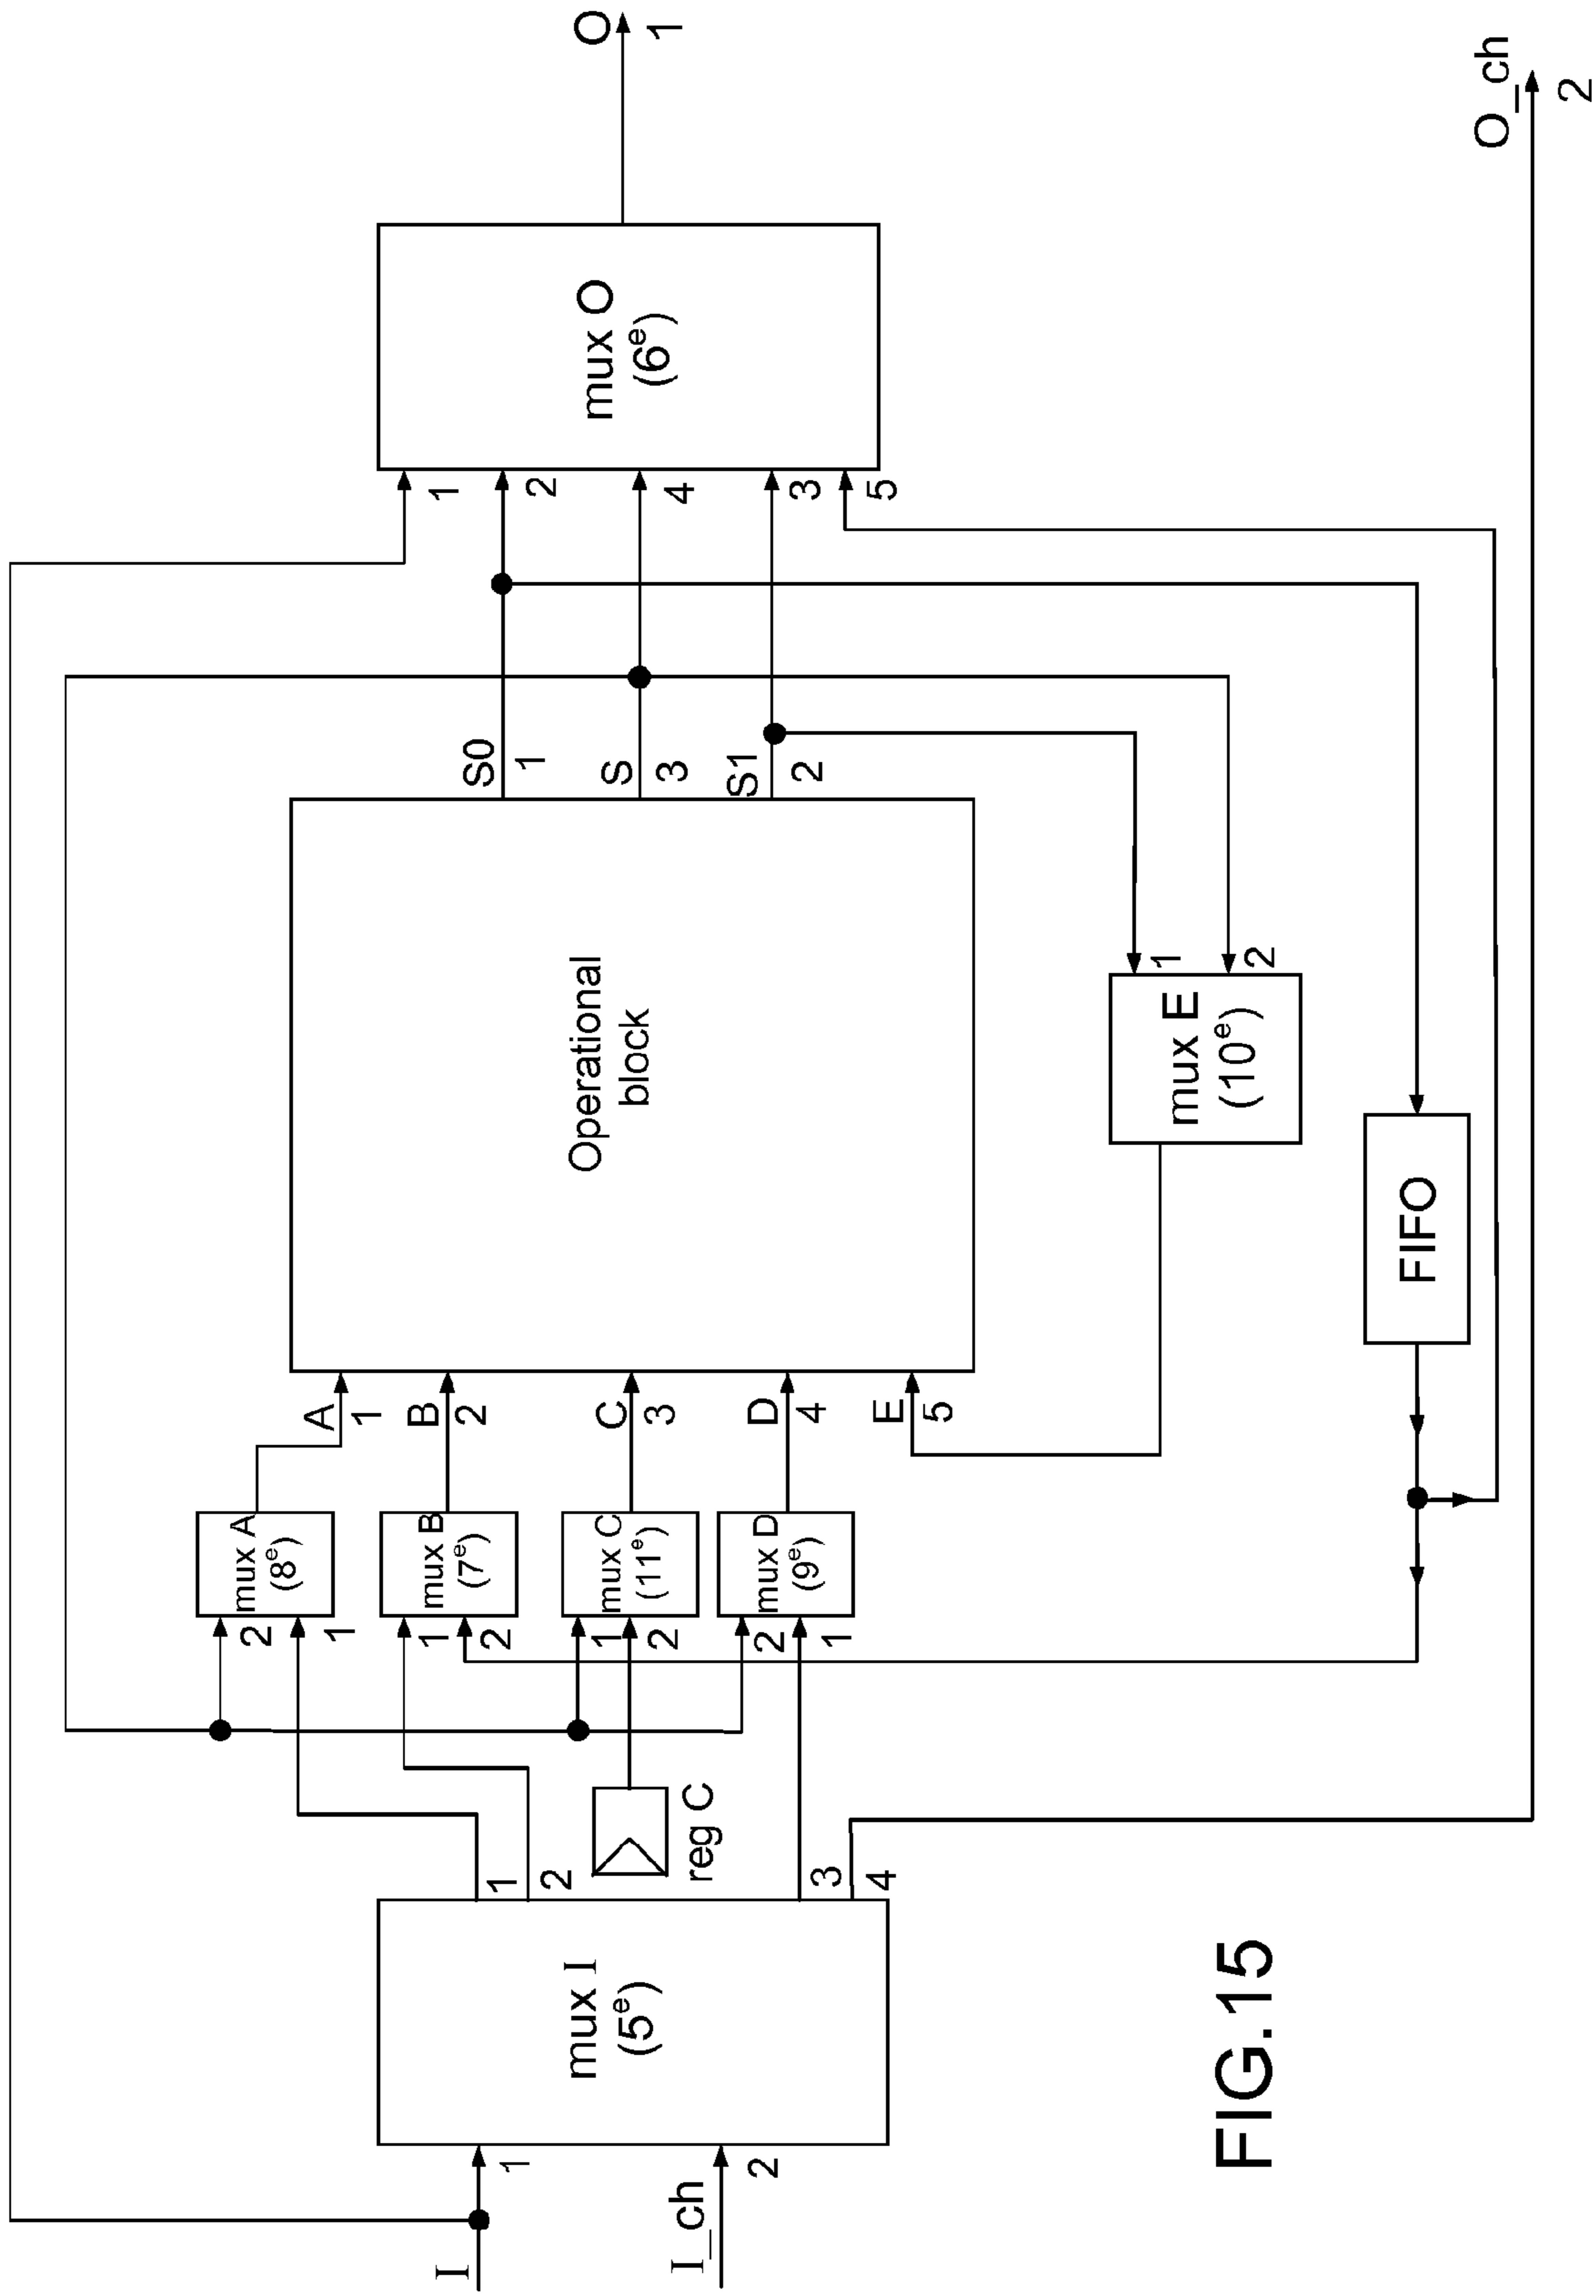 I
1
I_ch
2
mux I
(5e)
1
2
3
4
reg C
2
1
mux A
(8e)
1
2
mux B
(7e)
1
2
mux C
(11e)
2
1
mux D
(9e)
A
1
B
2
C
3
D
4
E
5
Operational
block
S0
1
S
3
S1
2
mux E
(10e)
1
2
FIFO
1
2
4
3
5
mux O
(6e)
O
1
O_ch
2
FIG.15